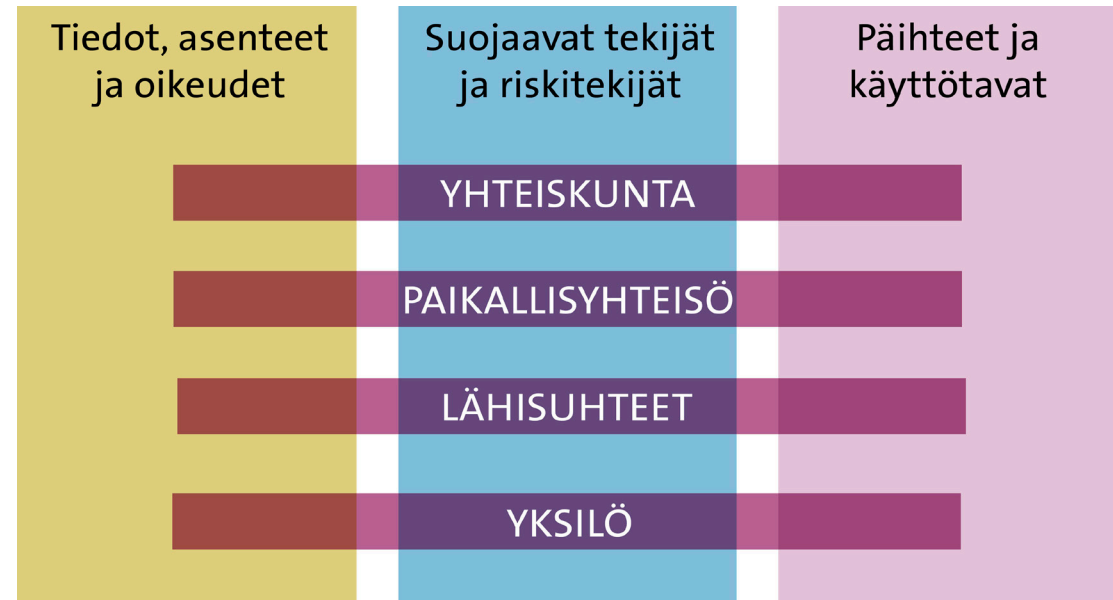 Tiedot, asenteet
ja oikeudet
Suojaavat tekijät
ja riskitekijät
Päihteet ja
käyttötavat
YHTEISKUNTA
PAIKALLISYHTEISÖ
LÄHISUHTEET
YKSILÖ